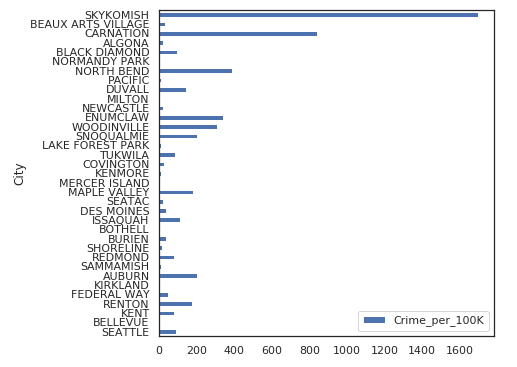 SKYKOMISH
BEAUX ARTS VILLAGE
CARNATION
ALGONA
BLACK DIAMOND
NORMANDY PARK
NORTH BEND
PACIFIC
DUVALL
MILTON
NEWCASTLE
ENUMCLAW
WOODINVILLE
SNOQUALMIE
LAKE FOREST PARK
TUKWILA
COVINGTON
KENMORE
MERCER ISLAND
MAPLE VALLEY
SEATAC
DES MOINES
ISSAQUAH
BOTHELL
BURIEN
SHORELINE
REDMOND
SAMMAMISH
AUBURN
KIRKLAND
FEDERAL WAY
RENTON
KENT
BELLEVUE
SEATTLE
City
Crime_per_100K
0 200 400 600 800 1000 1200 1400 1600